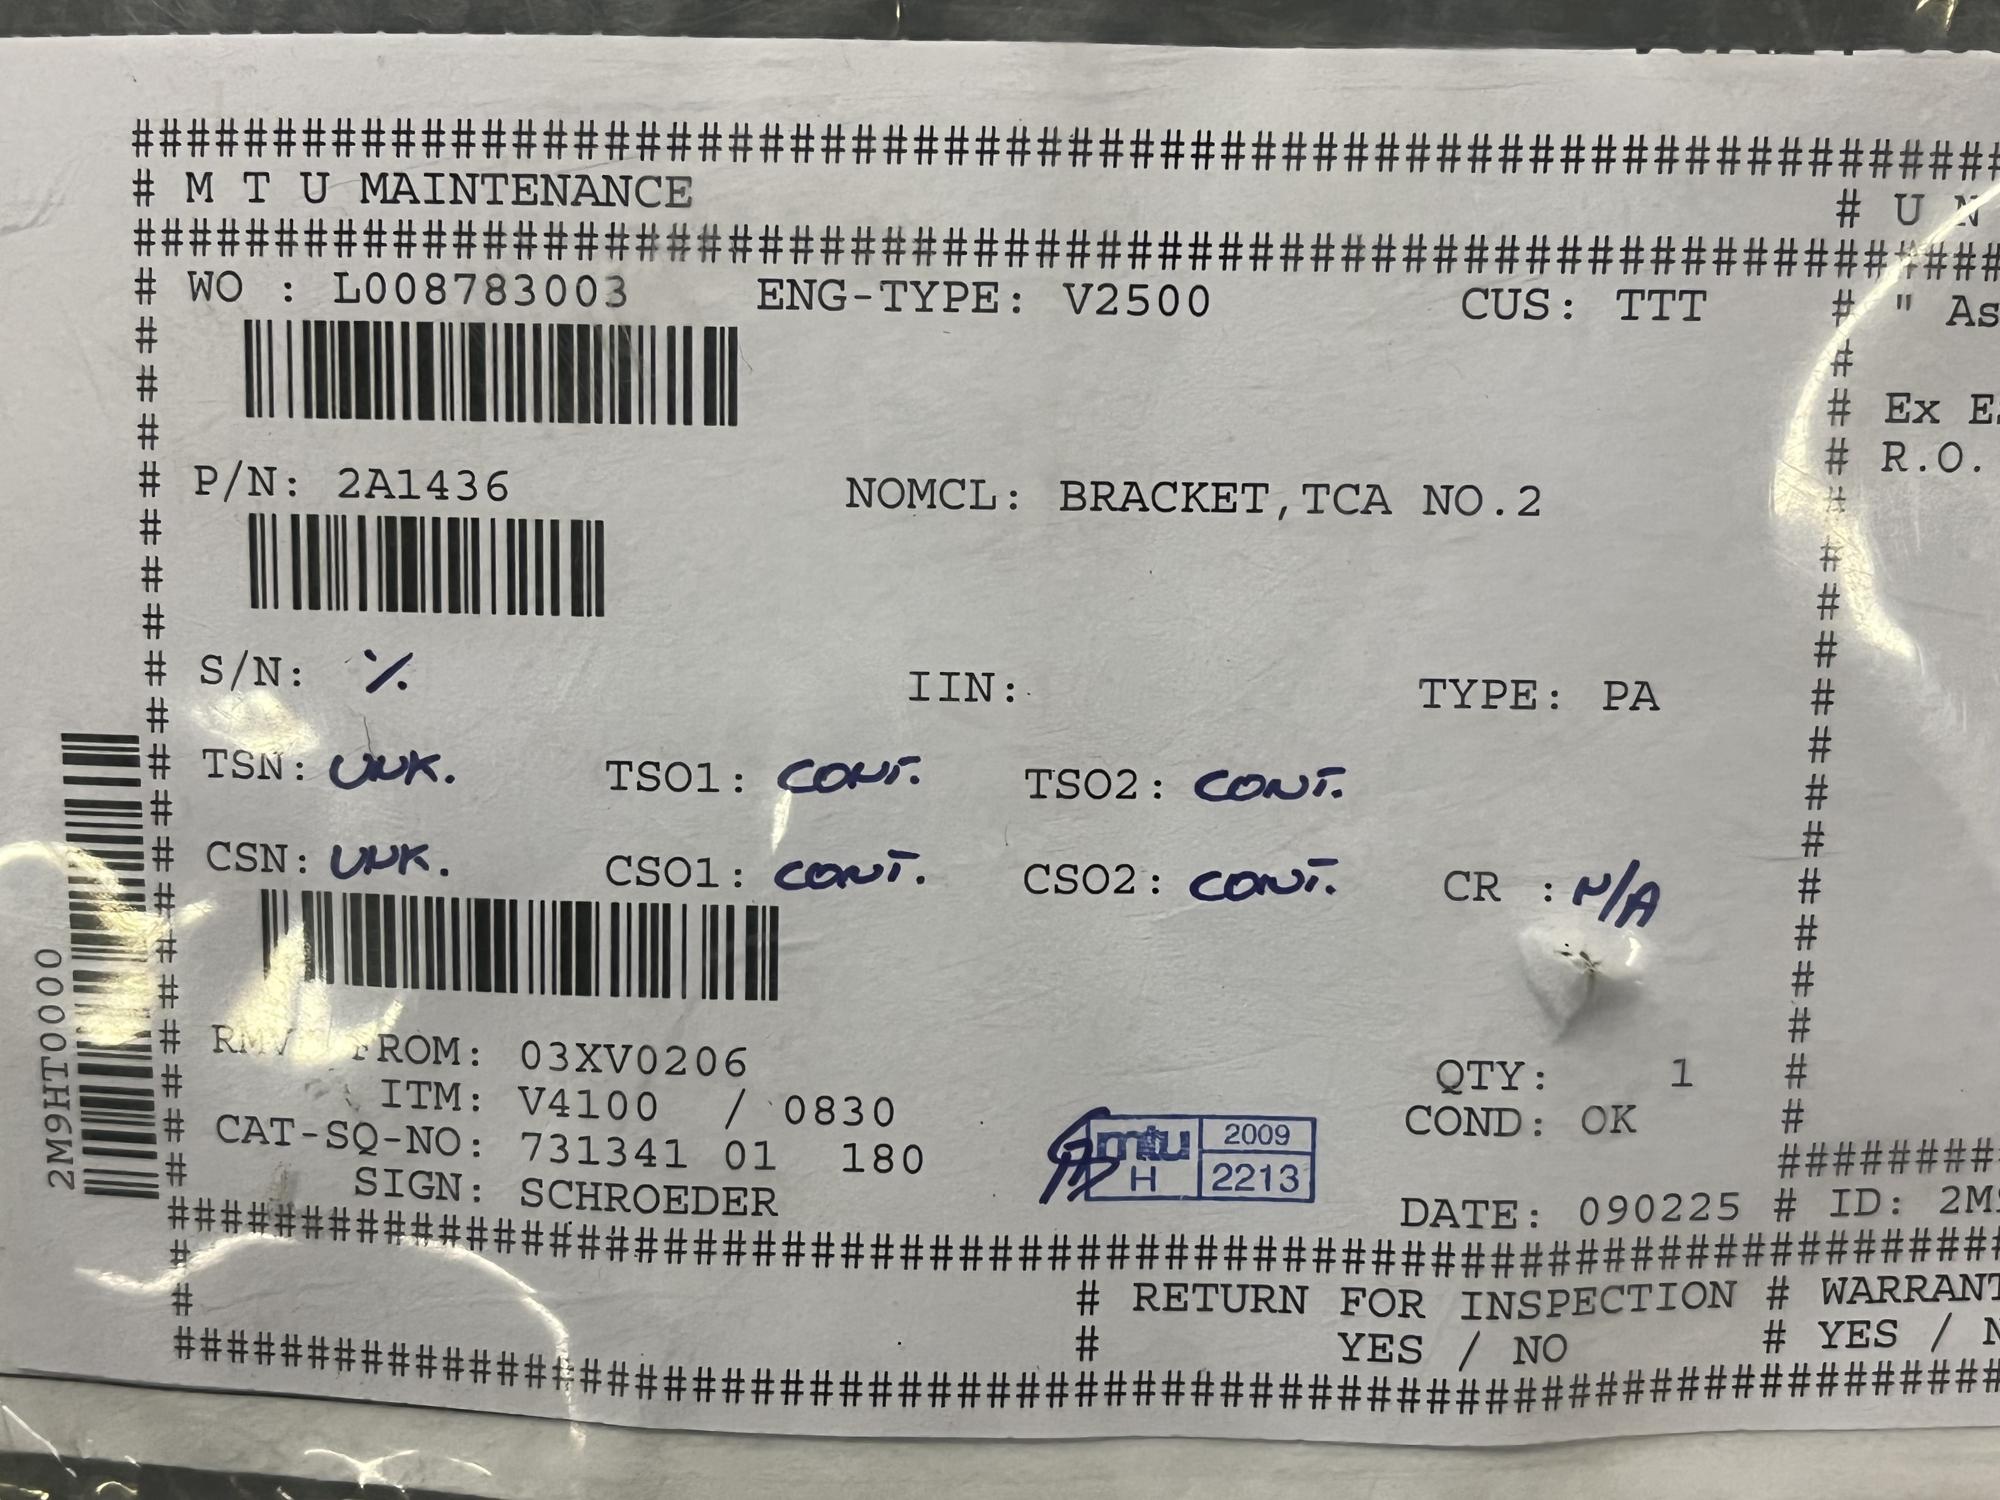 ##############################################################
# M T U MAINTENANCE # U N
##############################################################
# WO : L008783003 ENG-TYPE: V2500 CUS: TTT # " As
#
#
# # Ex E
# P/N: 2A1436 NOMCL: BRACKET,TCA NO.2 # R.O.
#
#
#
# S/N: ٪ IIN: TYPE: PA #
#
# TSN: UNK. TSO1: CONT. TSO2: CONT. #
#
# CSN: UNK. CSO1: CONT. CSO2: CONT. CR : N/A #
#
#
#
# FROM: 03XV0206 QTY: 1 #
# ITM: V4100 / 0830 COND: OK #
# CAT-SQ-NO: 731341 01 180 ########
# SIGN: SCHROEDER DATE: 090225 # ID: 2M
##############################################################
#
# # RETURN FOR INSPECTION # WARRANT
# YES / NO # YES / N
##############################################################
mtu 2009
H 2213
2M9HT0000